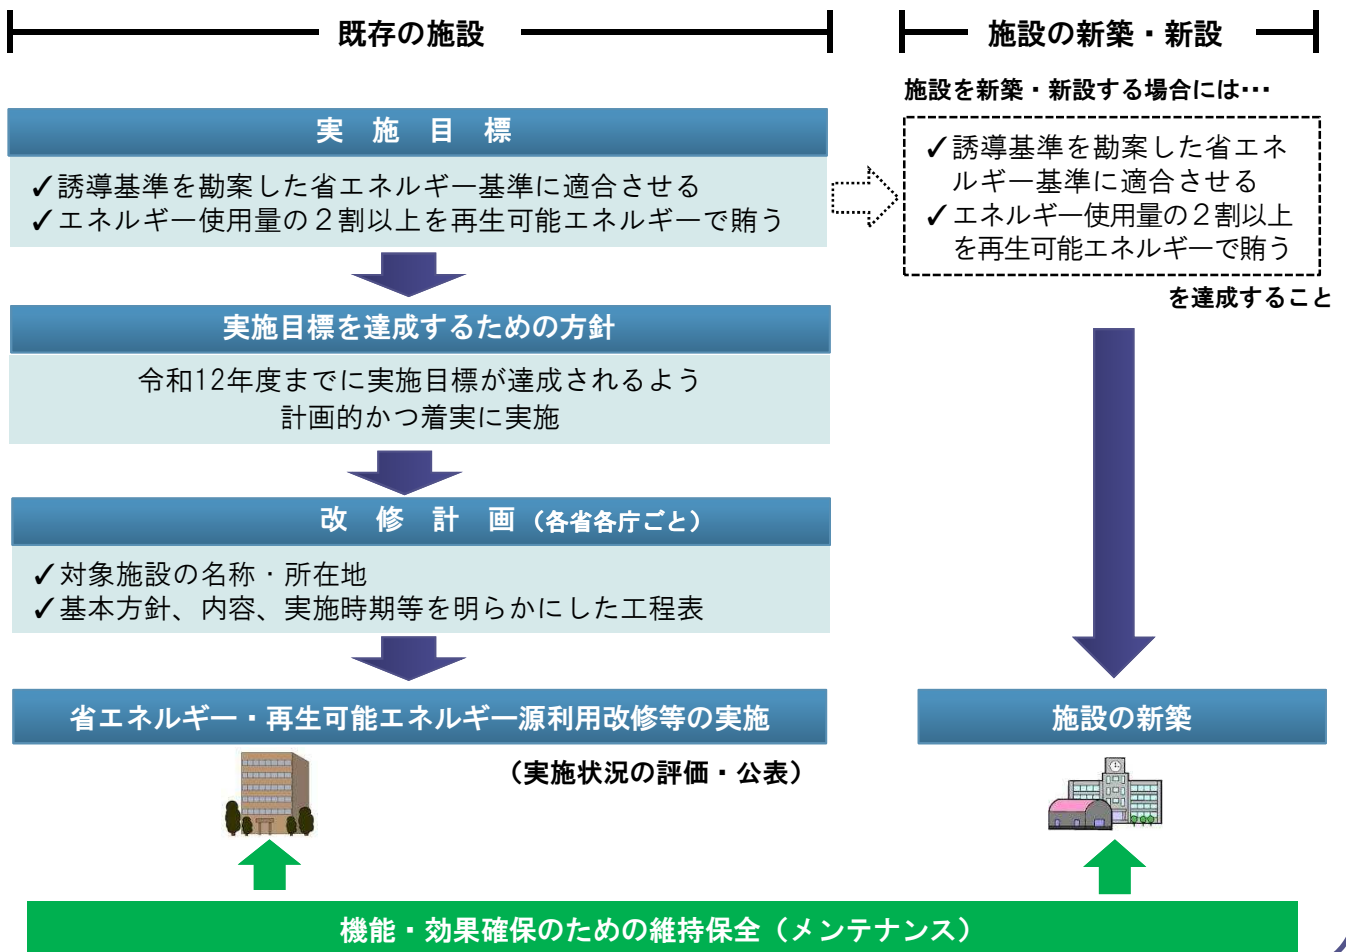 既存の施設
実施目標
✓誘導基準を勘案した省エネルギー基準に適合させる
✓エネルギー使用量の２割以上を再生可能エネルギーで賄う
実施目標を達成するための方針
令和12年度までに実施目標が達成されるよう
計画的かつ着実に実施
改修計画（各省各庁ごと）
✓対象施設の名称・所在地
✓基本方針、内容、実施時期等を明らかにした工程表
省エネルギー・再生可能エネルギー源利用改修等の実施
（実施状況の評価・公表）
施設の新築・新設
施設を新築・新設する場合には…
✓誘導基準を勘案した省エネ
ルギー基準に適合させる
✓エネルギー使用量の２割以上
を再生可能エネルギーで賄う
を達成すること
施設の新築
機能・効果確保のための維持保全（メンテナンス）